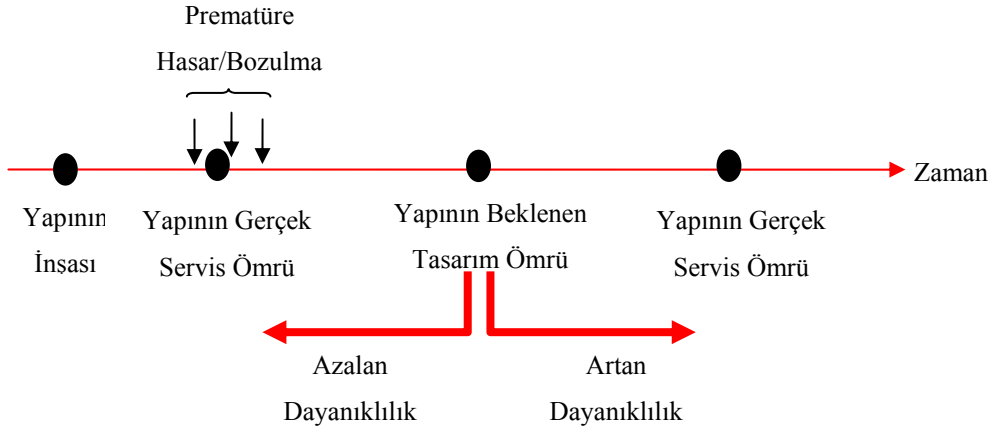 Prematüre
Hasar/Bozulma
Zaman
Yapının
İnşası
Yapının Gerçek
Servis Ömrü
Yapının Beklenen
Tasarım Ömrü
Yapının Gerçek
Servis Ömrü
Azalan
Dayanıklılık
Artan
Dayanıklılık